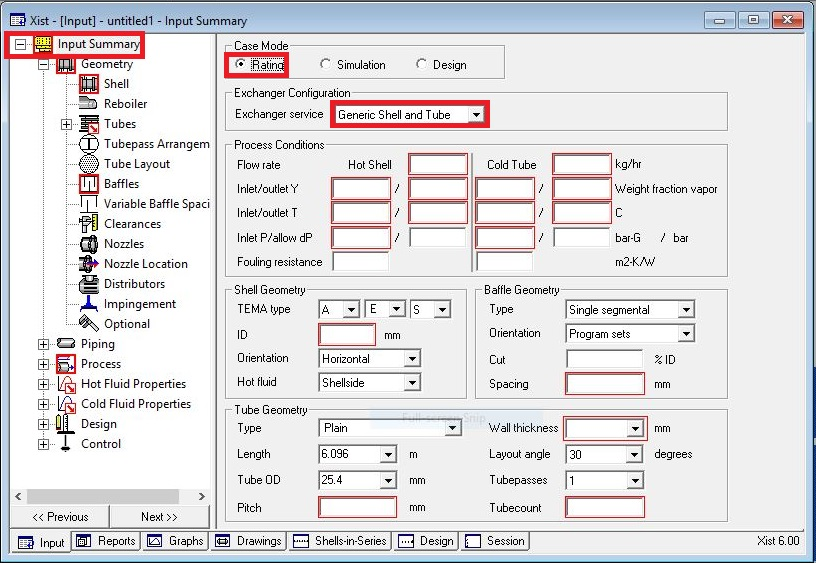 Xist - [Input] - untitled1 - Input Summary
Input Summary
Geometry
Shell
Reboiler
Tubes
Tubepass Arrangem
Tube Layout
Baffles
Variable Baffle Spaci
Clearances
Nozzles
Nozzle Location
Distributors
Impingement
Optional
Piping
Process
Hot Fluid Properties
Cold Fluid Properties
Design
Control
<< Previous Next >>
Case Mode
Rating Simulation Design
Exchanger Configuration
Exchanger service Generic Shell and Tube
Process Conditions
Flow rate Hot Shell Cold Tube kg/hr
Inlet/outlet Y / / Weight fraction vapor
Inlet/outlet T / / C
Inlet P/allow dP / / bar-G / bar
Fouling resistance m2-K/W
Shell Geometry
TEMA type A E S
ID mm
Orientation Horizontal
Hot fluid Shellside
Baffle Geometry
Type Single segmental
Orientation Program sets
Cut % ID
Spacing mm
Tube Geometry
Full-screen Snip
Type Plain Wall thickness mm
Length 6.096 m Layout angle 30 degrees
Tube OD 25.4 mm Tubepasses 1
Pitch mm Tubecount
Input Reports Graphs Drawings Shells-in-Series Design Session Xist 6.00